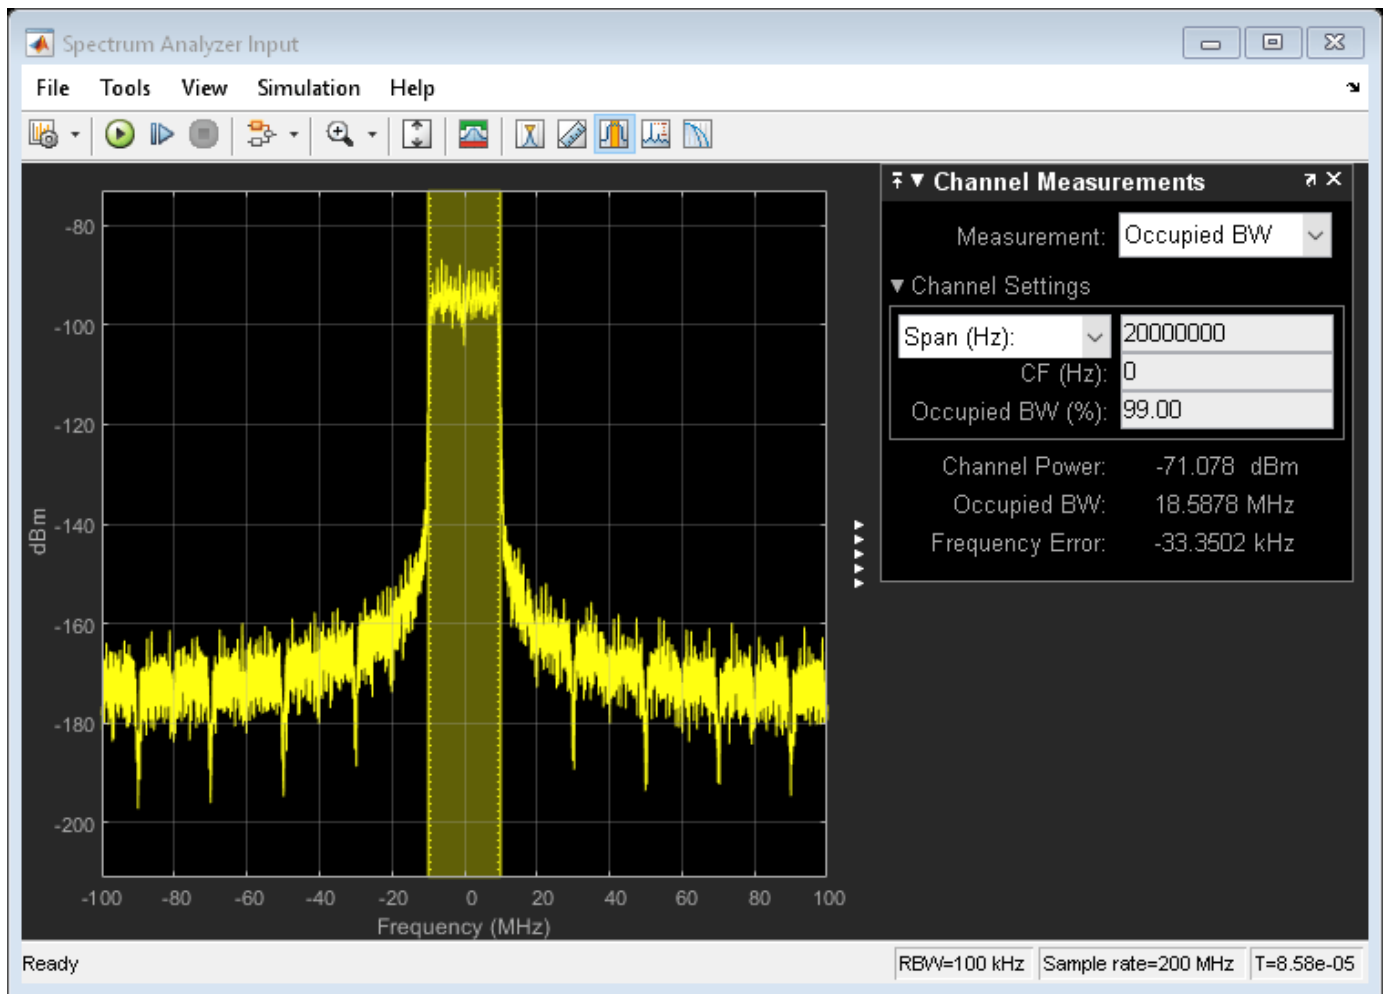 Spectrum Analyzer Input
File Tools View Simulation Help
Channel Measurements
Measurement: Occupied BW
Channel Settings
Span (Hz): 20000000
CF (Hz): 0
Occupied BW (%): 99.00
Channel Power: -71.078 dBm
Occupied BW: 18.5878 MHz
Frequency Error: -33.3502 kHz
-80
-100
-120
-140
-160
-180
-200
dBm
-100 -80 -60 -40 -20 0 20 40 60 80 100
Frequency (MHz)
Ready
RBW=100 kHz Sample rate=200 MHz T=8.58e-05